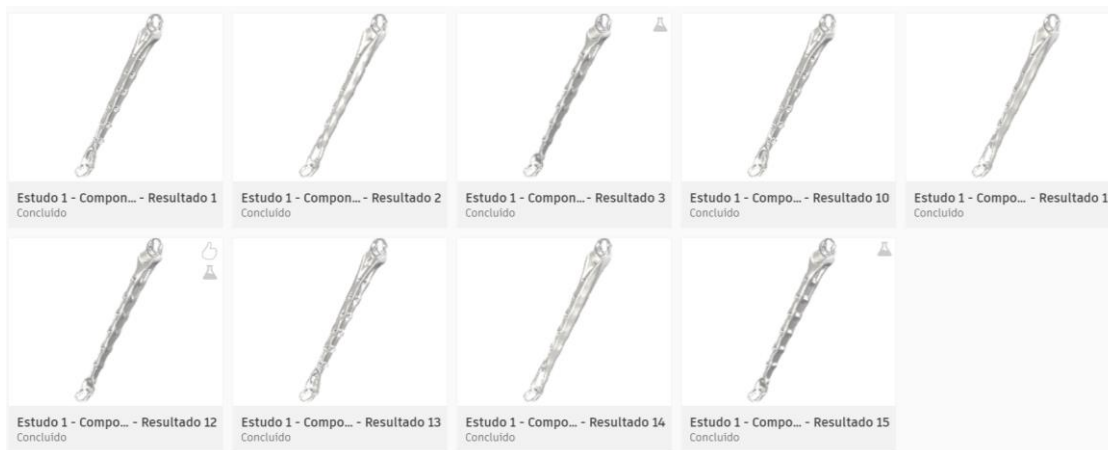 Estudo 1 - Compon... - Resultado 1
Concluído
Estudo 1 - Compon... - Resultado 2
Concluído
Estudo 1 - Compon... - Resultado 3
Concluído
Estudo 1 - Compo... - Resultado 10
Concluído
Estudo 1 - Compo... - Resultado 1
Concluído
Estudo 1 - Compo... - Resultado 12
Concluído
Estudo 1 - Compo... - Resultado 13
Concluído
Estudo 1 - Compo... - Resultado 14
Concluído
Estudo 1 - Compo... - Resultado 15
Concluído